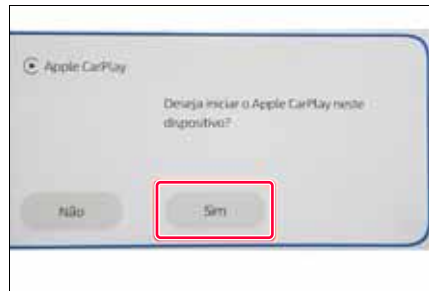 Apple CarPlay
Deseja iniciar o Apple CarPlay neste
dispositivo?
Não
Sim